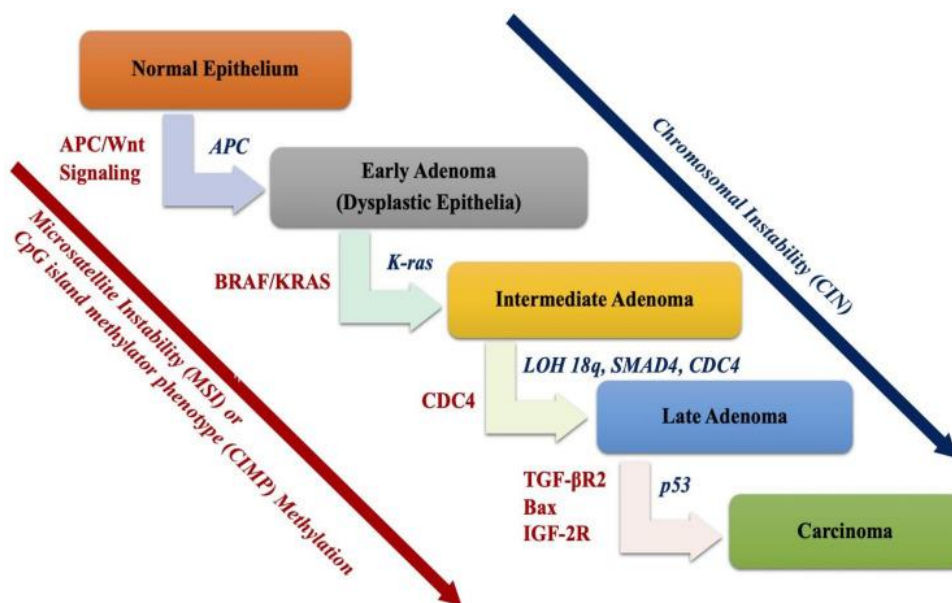 Normal Epithelium
APC/Wnt
Signaling
APC
Early Adenoma
(Dysplastic Epithelia)
Chromosomal Instability (CIN)
Microsatellite Instability (MSI) or
CpG island methylator phenotype (CIMP) Methylation
BRAF/KRAS
K-ras
Intermediate Adenoma
LOH 18q, SMAD4, CDC4
CDC4
Late Adenoma
TGF-βR2
Bax
IGF-2R
p53
Carcinoma